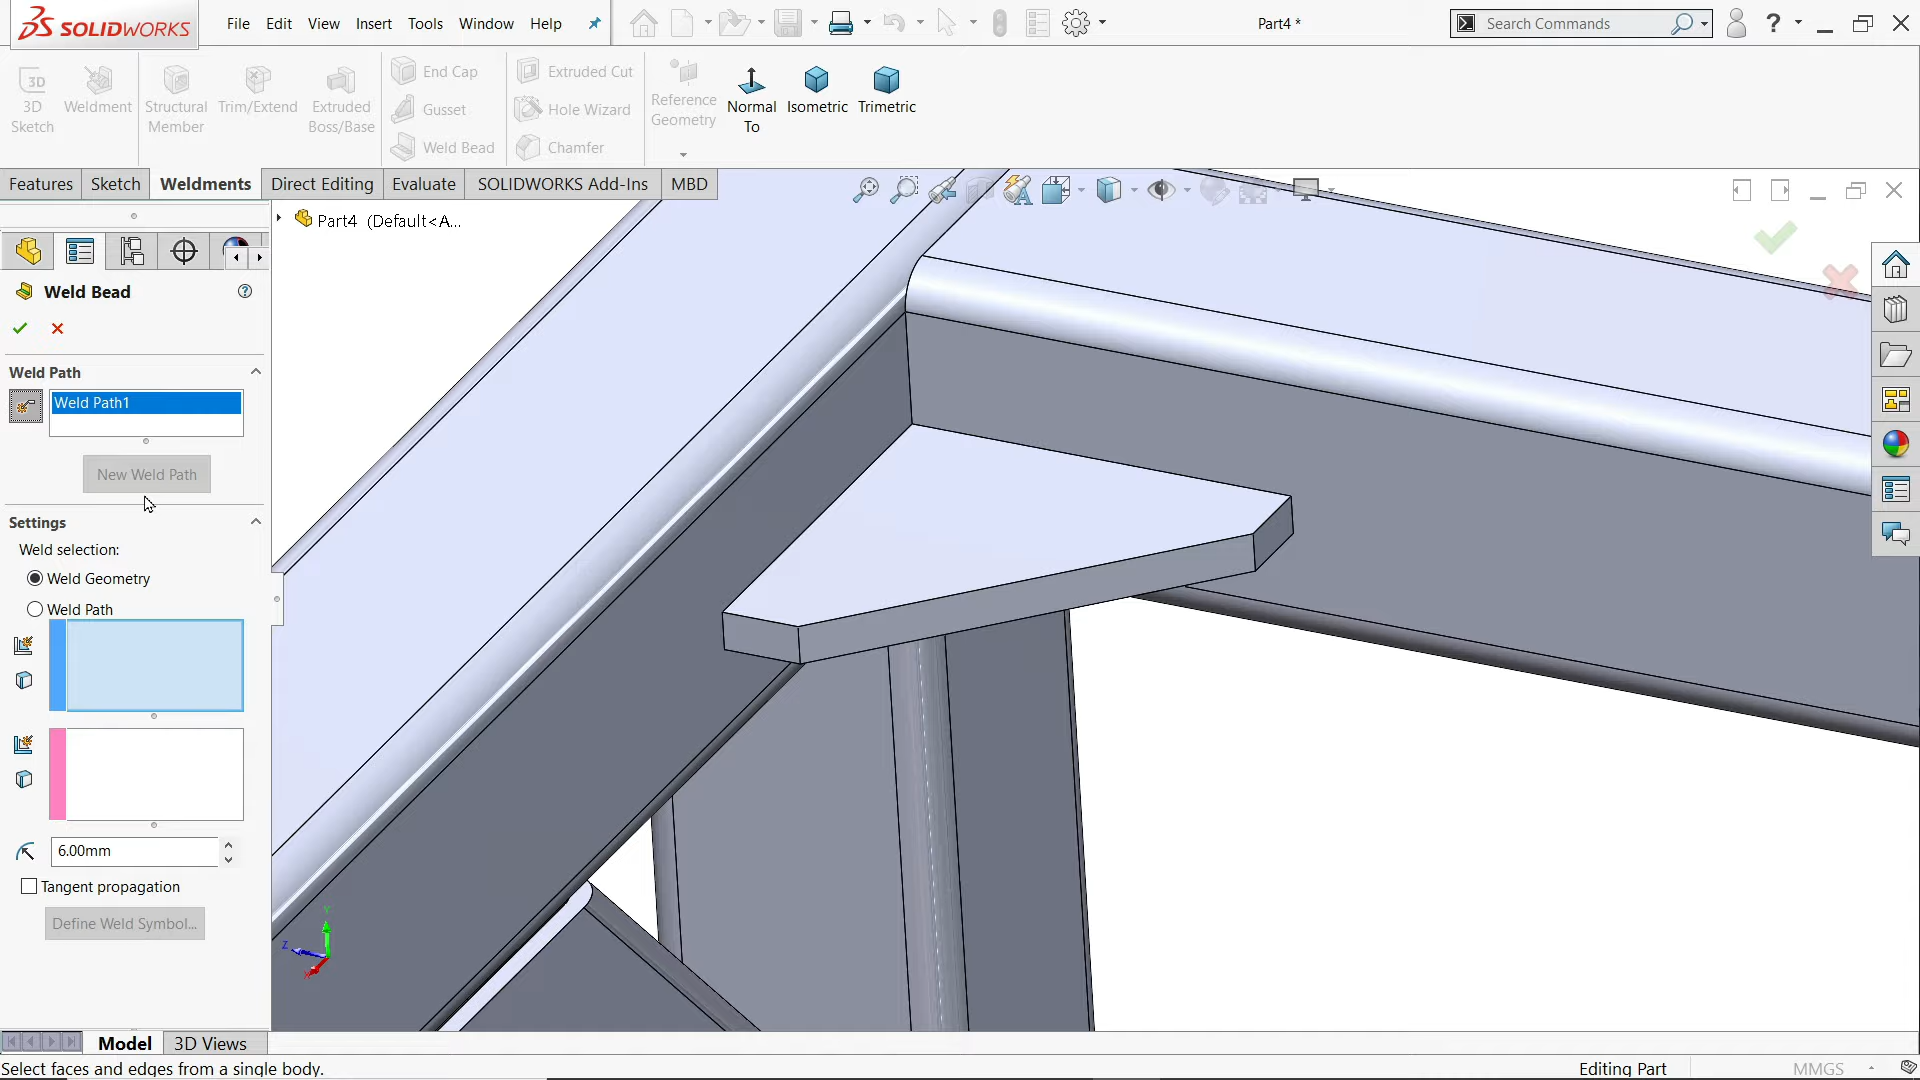 SOLIDWORKS File Edit View Insert Tools Window Help Part4 * Search Commands ?
3D Sketch
Weldment
Structural Member
Trim/Extend
Extruded Boss/Base
End Cap
Gusset
Weld Bead
Extruded Cut
Hole Wizard
Chamfer
Reference Geometry
Normal To
Isometric
Trimetric
Features Sketch Weldments Direct Editing Evaluate SOLIDWORKS Add-Ins MBD
Part4 (Default<A...
Weld Bead
Weld Path
Weld Path1
New Weld Path
Settings
Weld selection:
Weld Geometry
Weld Path
6.00mm
Tangent propagation
Define Weld Symbol...
Y
Z
X
Model 3D Views
Select faces and edges from a single body. Editing Part MMGS